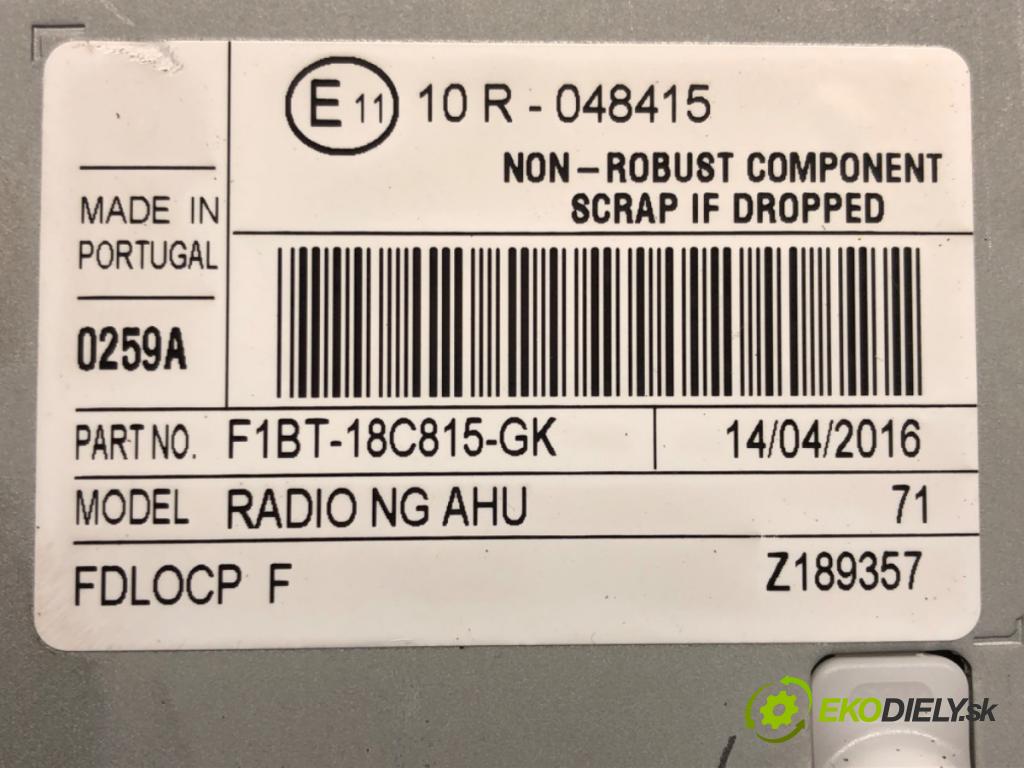 E 11 10 R - 048415
NON - ROBUST COMPONENT
SCRAP IF DROPPED
MADE IN
PORTUGAL
0259A
PART NO. F1BT-18C815-GK 14/04/2016
MODEL RADIO NG AHU 71
FDLOCP F Z189357
EKODIELY.sk